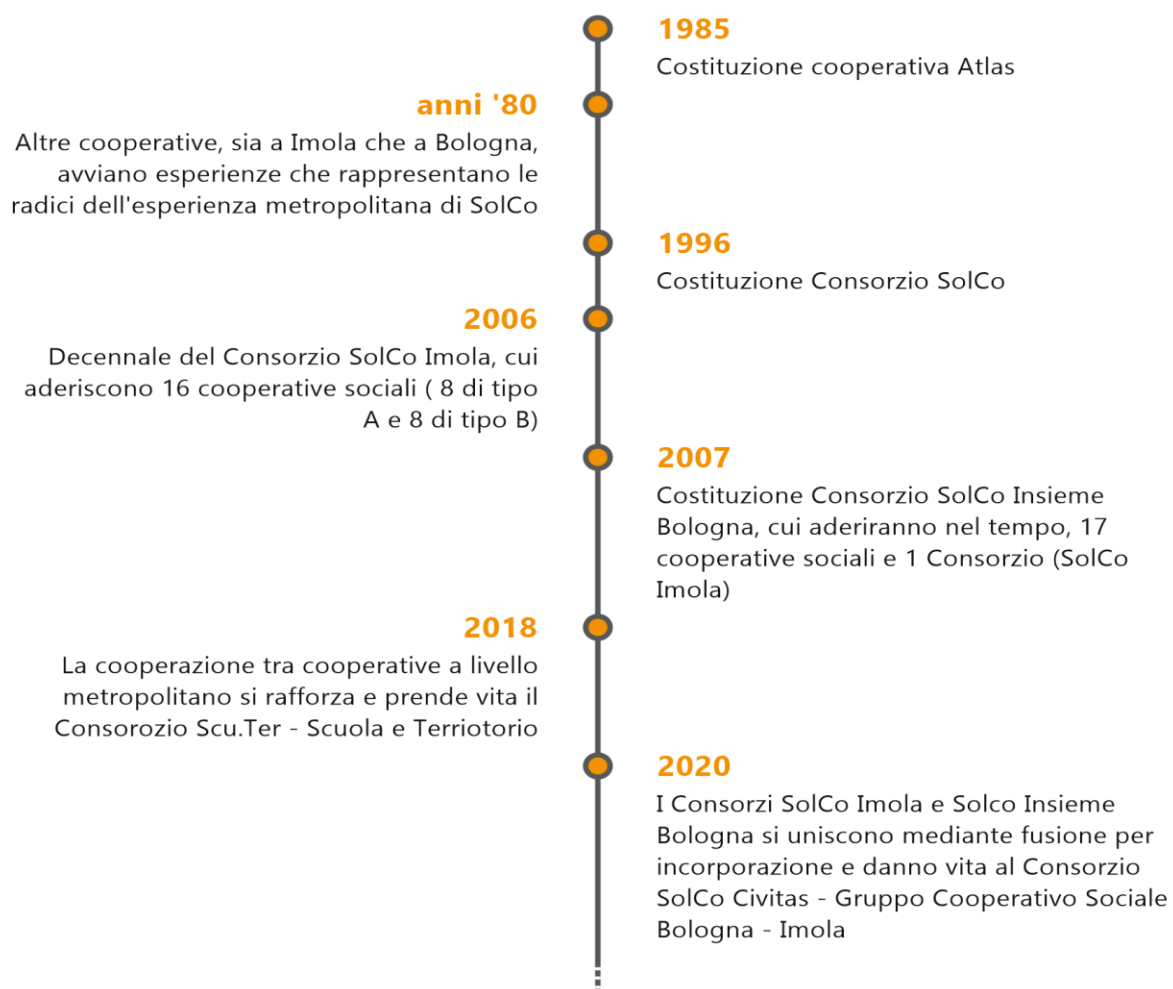 1985
Costituzione cooperativa Atlas
anni '80
Altre cooperative, sia a Imola che a Bologna,
avviano esperienze che rappresentano le
radici dell'esperienza metropolitana di SolCo
1996
Costituzione Consorzio SolCo
2006
Decennale del Consorzio SolCo Imola, cui
aderiscono 16 cooperative sociali ( 8 di tipo
A e 8 di tipo B)
2007
Costituzione Consorzio SolCo Insieme
Bologna, cui aderiranno nel tempo, 17
cooperative sociali e 1 Consorzio (SolCo
Imola)
2018
La cooperazione tra cooperative a livello
metropolitano si rafforza e prende vita il
Consorozio Scu.Ter - Scuola e Terriotorio
2020
I Consorzi SolCo Imola e Solco Insieme
Bologna si uniscono mediante fusione per
incorporazione e danno vita al Consorzio
SolCo Civitas - Gruppo Cooperativo Sociale
Bologna - Imola